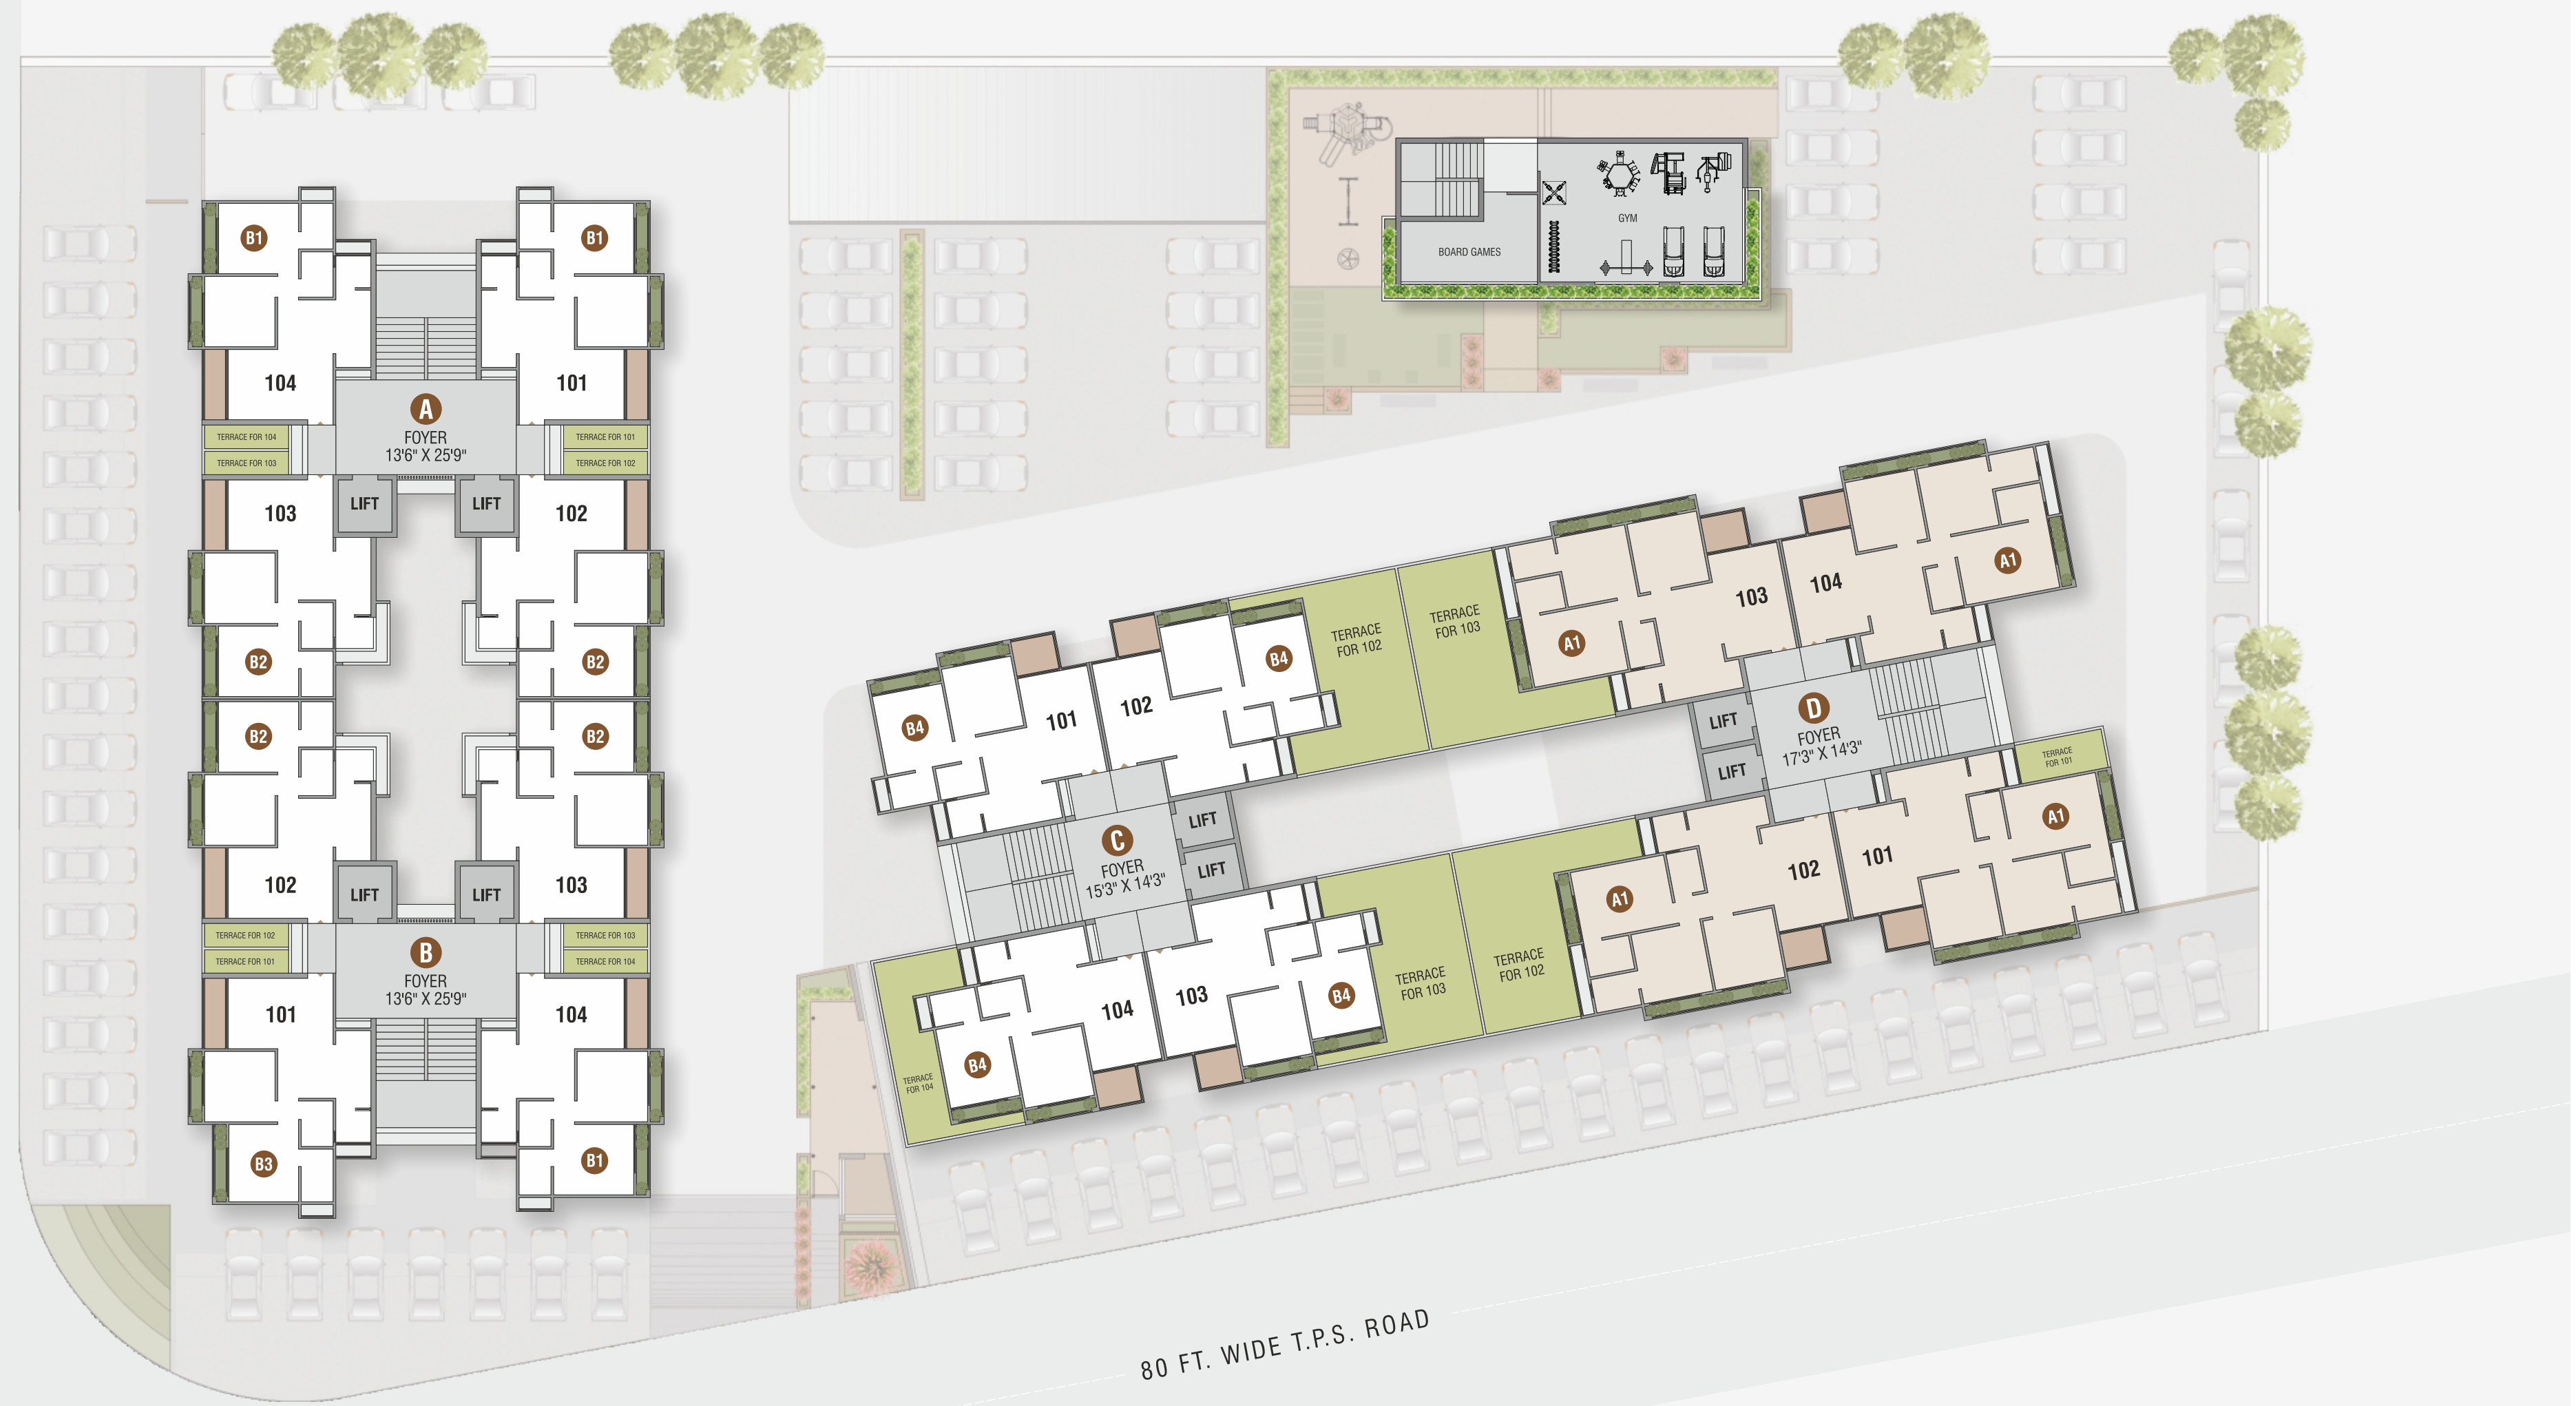 B1
B1
104
101
A
FOYER
13'6" X 25'9"
TERRACE FOR 104
TERRACE FOR 103
TERRACE FOR 101
TERRACE FOR 102
103
LIFT
LIFT
102
B2
B2
B2
B2
102
LIFT
LIFT
103
TERRACE FOR 102
TERRACE FOR 101
B
FOYER
13'6" X 25'9"
TERRACE FOR 103
TERRACE FOR 104
101
104
B3
B1
GYM
BOARD GAMES
B4
101
102
B4
TERRACE
FOR 102
C
FOYER
15'3" X 14'3"
LIFT
LIFT
TERRACE
FOR 104
B4
104
103
B4
TERRACE
FOR 103
TERRACE
FOR 103
A1
103
104
A1
LIFT
LIFT
D
FOYER
17'3" X 14'3"
TERRACE
FOR 101
TERRACE
FOR 102
A1
102
101
A1
80 FT. WIDE T.P.S. ROAD